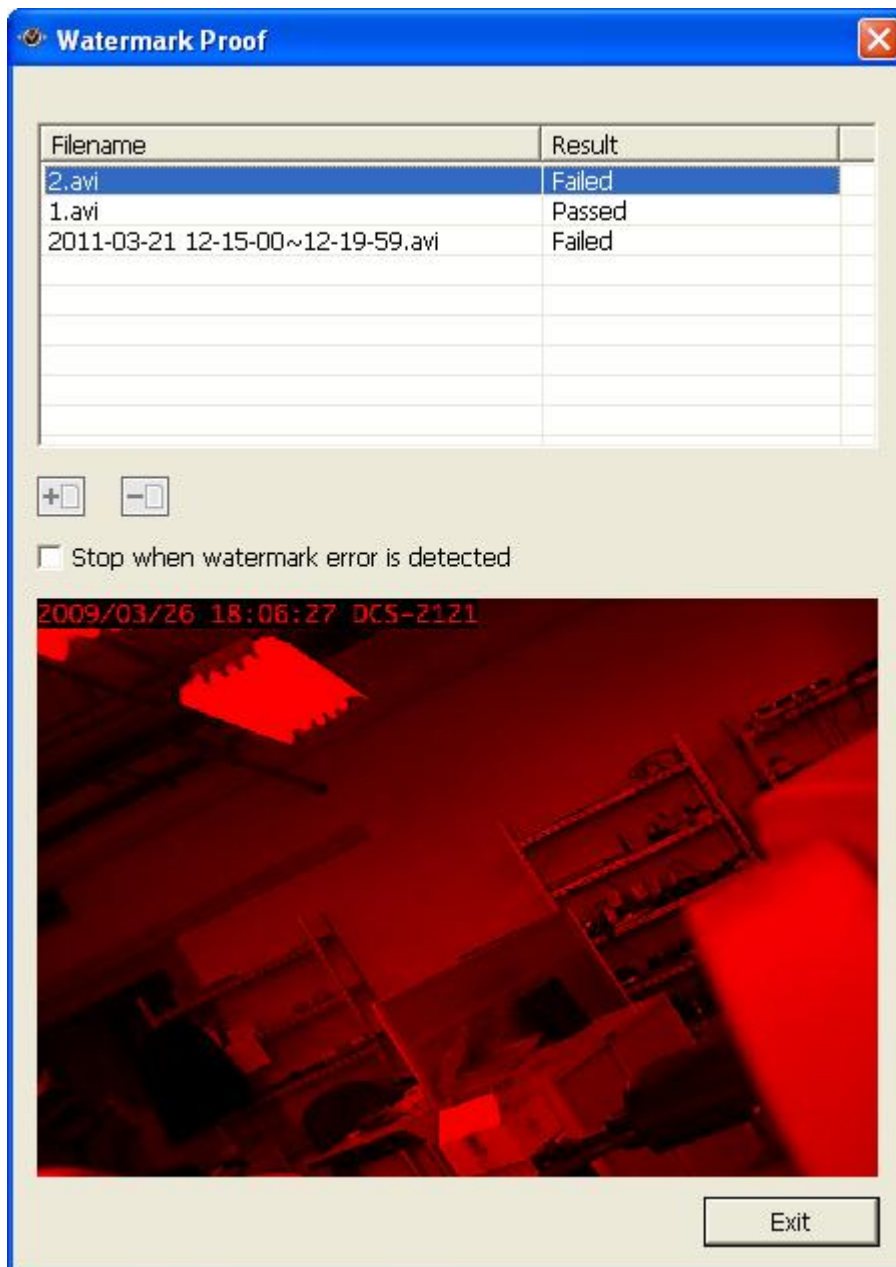 Watermark Proof
Filename Result
2.avi Failed
1.avi Passed
2011-03-21 12-15-00~12-19-59.avi Failed
Stop when watermark error is detected
2009/03/26 18:06:27 DCS-2121
Exit